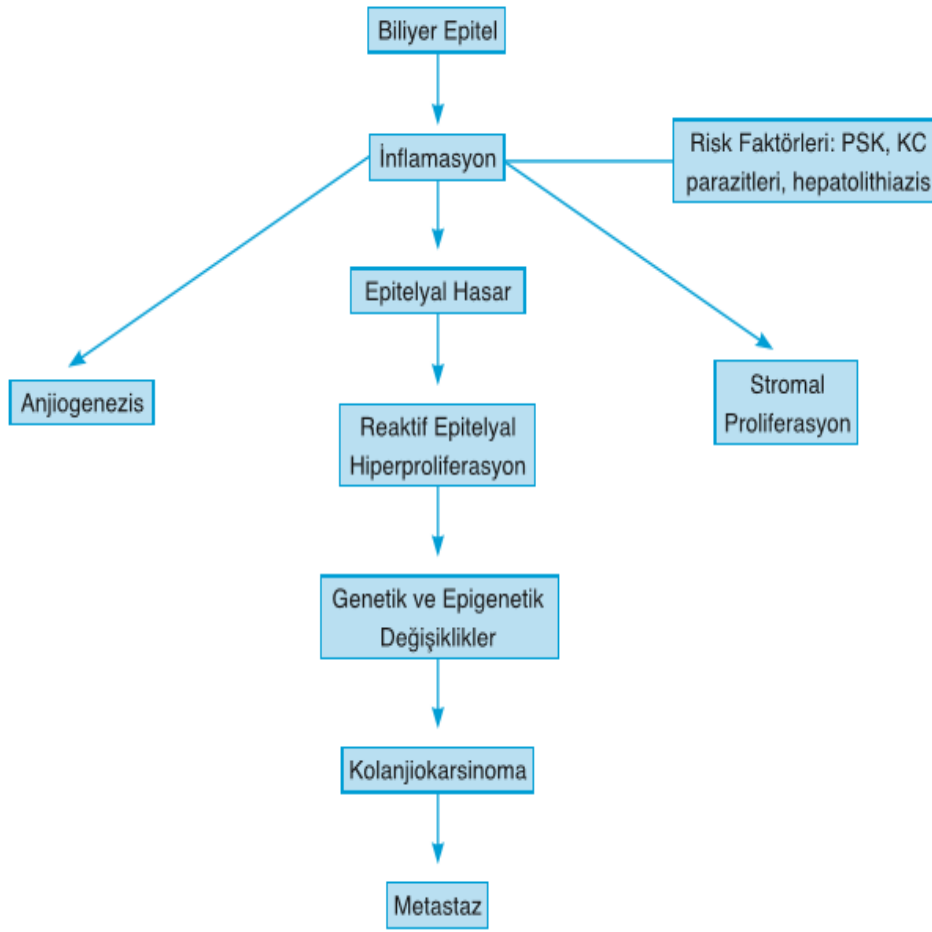 Biliyer Epitel
İnflamasyon
Risk Faktörleri: PSK, KC
parazitleri, hepatolithiazis
Epitelyal Hasar
Anjiogenezis
Stromal
Proliferasyon
Reaktif Epitelyal
Hiperproliferasyon
Genetik ve Epigenetik
Değişiklikler
Kolanjiokarsinoma
Metastaz